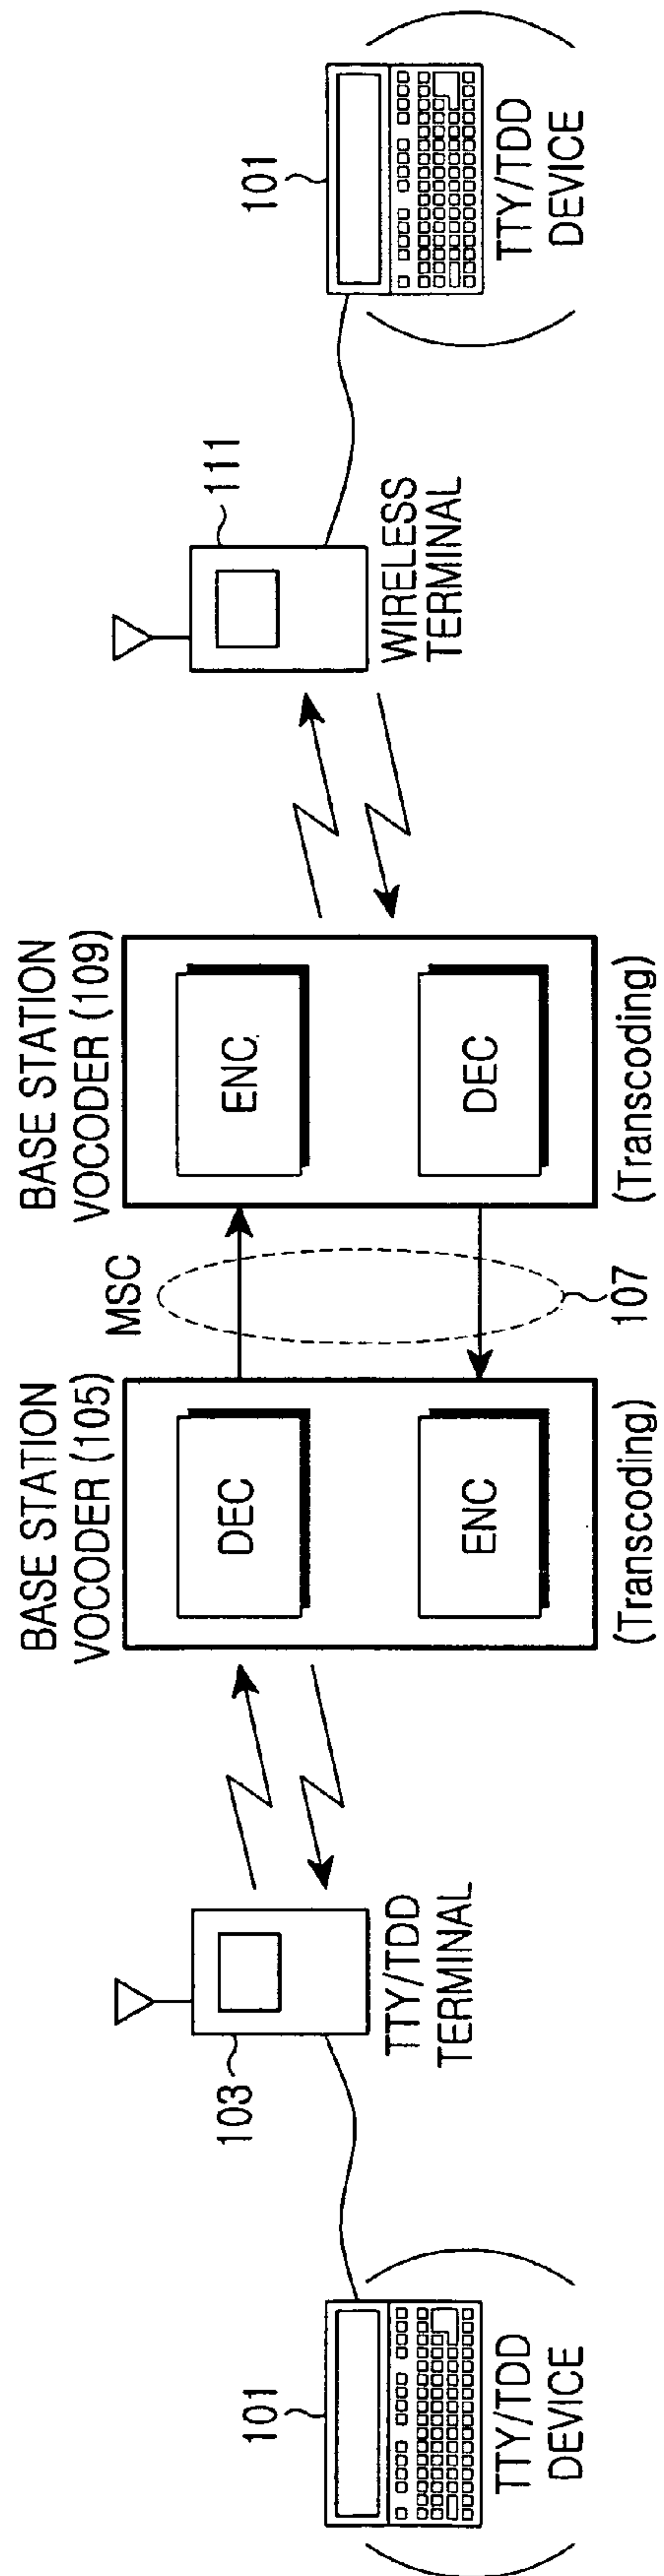 101
TTY/TDD
DEVICE
103
TTY/TDD
TERMINAL
BASE STATION
VOCODER (105)
DEC
ENC
(Transcoding)
MSC
107
BASE STATION
VOCODER (109)
ENC
DEC
(Transcoding)
111
WIRELESS
TERMINAL
101
TTY/TDD
DEVICE